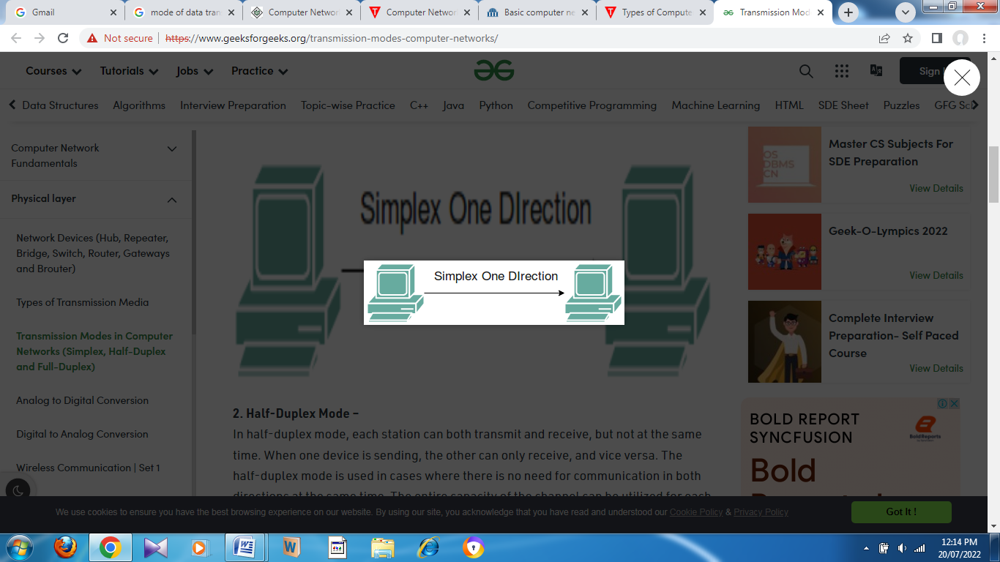 Gmail
mode of data tran
Computer Networ
Computer Networ
Basic computer ne
Types of Compute
Transmission Mod
Not secure
https://www.geeksforgeeks.org/transmission-modes-computer-networks/
Courses
Tutorials
Jobs
Practice
Sign I
Data Structures
Algorithms
Interview Preparation
Topic-wise Practice
C++
Java
Python
Competitive Programming
Machine Learning
HTML
SDE Sheet
Puzzles
GFG Sch
Computer Network
Fundamentals
Physical layer
Network Devices (Hub, Repeater,
Bridge, Switch, Router, Gateways
and Brouter)
Types of Transmission Media
Transmission Modes in Computer
Networks (Simplex, Half-Duplex
and Full-Duplex)
Analog to Digital Conversion
Digital to Analog Conversion
Wireless Communication | Set 1
Simplex One DIrection
Simplex One DIrection
2. Half-Duplex Mode –
In half-duplex mode, each station can both transmit and receive, but not at the same
time. When one device is sending, the other can only receive, and vice versa. The
half-duplex mode is used in cases where there is no need for communication in both
directions at the same time. The entire capacity of the channel can be utilized for each
OS
DBMS
CN
Master CS Subjects For
SDE Preparation
View Details
Geek-O-Lympics 2022
View Details
Complete Interview
Preparation- Self Paced
Course
View Details
BOLD REPORT
SYNCFUSION
BoldReports
Bold
We use cookies to ensure you have the best browsing experience on our website. By using our site, you acknowledge that you have read and understood our Cookie Policy & Privacy Policy
Got It !
12:14 PM
20/07/2022